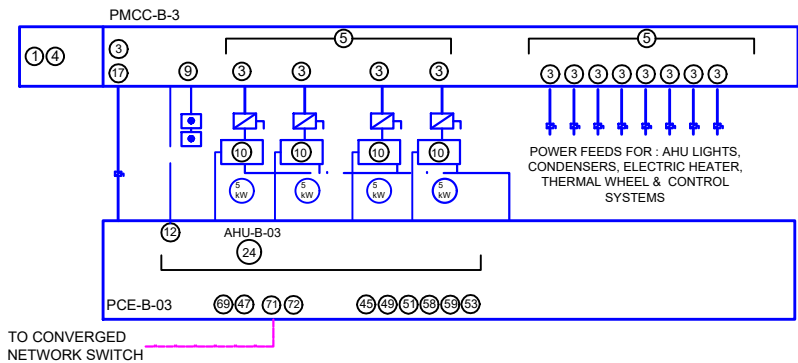 PMCC-B-3
1 4 3 5 5
17 9 3 3 3 3 3 3 3 3 3 3 3 3
10 10 10 10
POWER FEEDS FOR : AHU LIGHTS,
CONDENSERS, ELECTRIC HEATER,
THERMAL WHEEL & CONTROL
SYSTEMS
5 5 5 5
kW kW kW kW
12 AHU-B-03
24
PCE-B-03 69 47 71 72 45 49 51 58 59 53
TO CONVERGED
NETWORK SWITCH